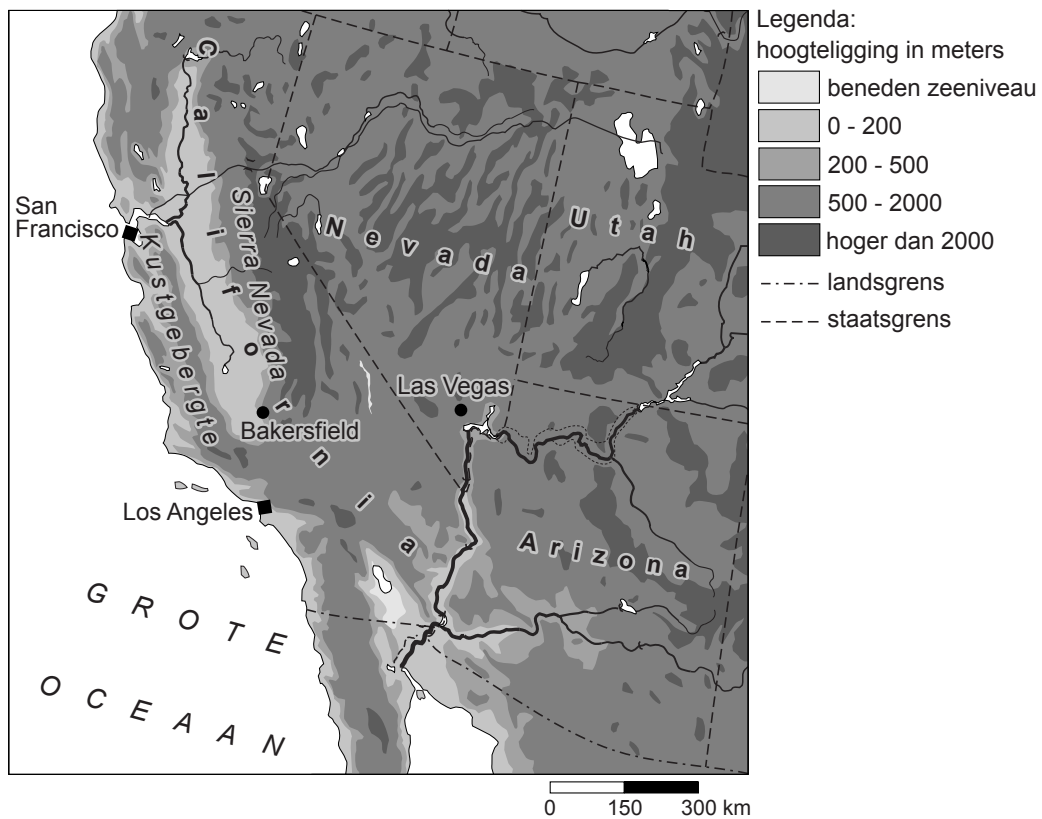 Legenda:
hoogteligging in meters
beneden zeeniveau
0 - 200
200 - 500
500 - 2000
hoger dan 2000
landsgrens
staatsgrens
California
Sierra Nevada
Nevada
Utah
San
Francisco
Kustgebergte
Las Vegas
Bakersfield
Los Angeles
Arizona
GROTE
OCEAAN
0 150 300 km